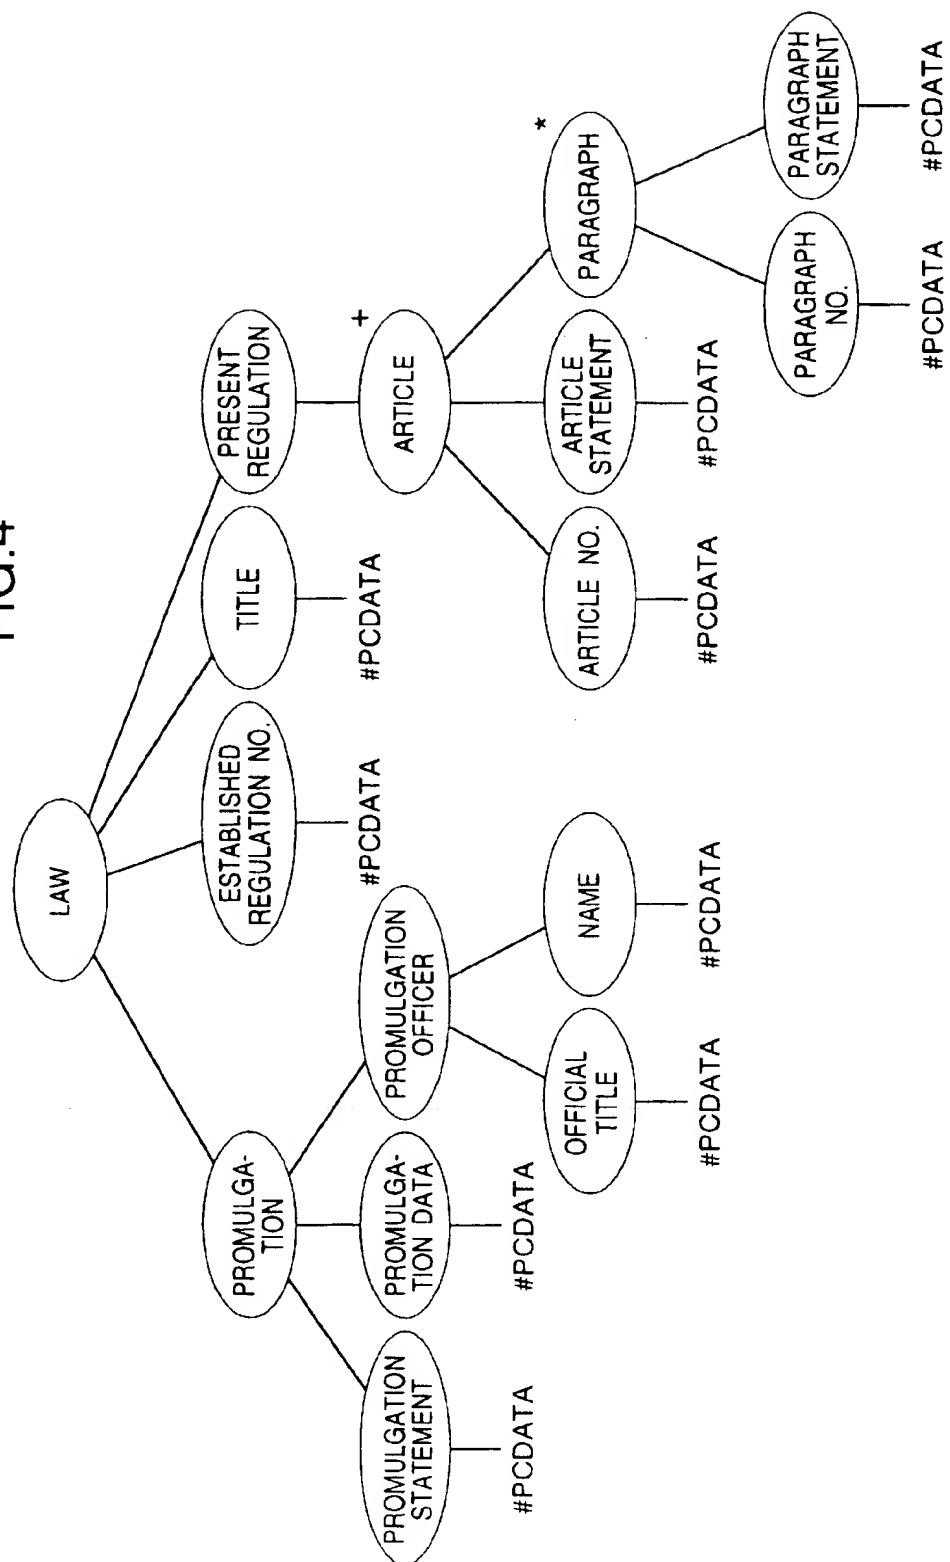 FIG.4
LAW
PROMULGA-
TION
ESTABLISHED
REGULATION NO.
TITLE
PRESENT
REGULATION
#PCDATA
#PCDATA
PROMULGATION
STATEMENT
PROMULGA-
TION DATA
PROMULGATION
OFFICER
ARTICLE
+
#PCDATA
#PCDATA
OFFICIAL
TITLE
NAME
ARTICLE NO.
ARTICLE
STATEMENT
PARAGRAPH
*
#PCDATA
#PCDATA
#PCDATA
#PCDATA
PARAGRAPH
NO.
PARAGRAPH
STATEMENT
#PCDATA
#PCDATA